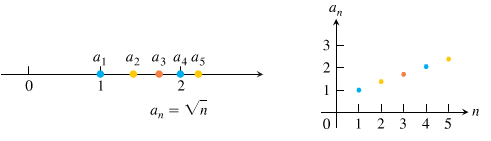 a₁ a₂ a₃ a₄ a₅
0 1 2
aₙ = √n
aₙ
3
2
1
0 1 2 3 4 5 n